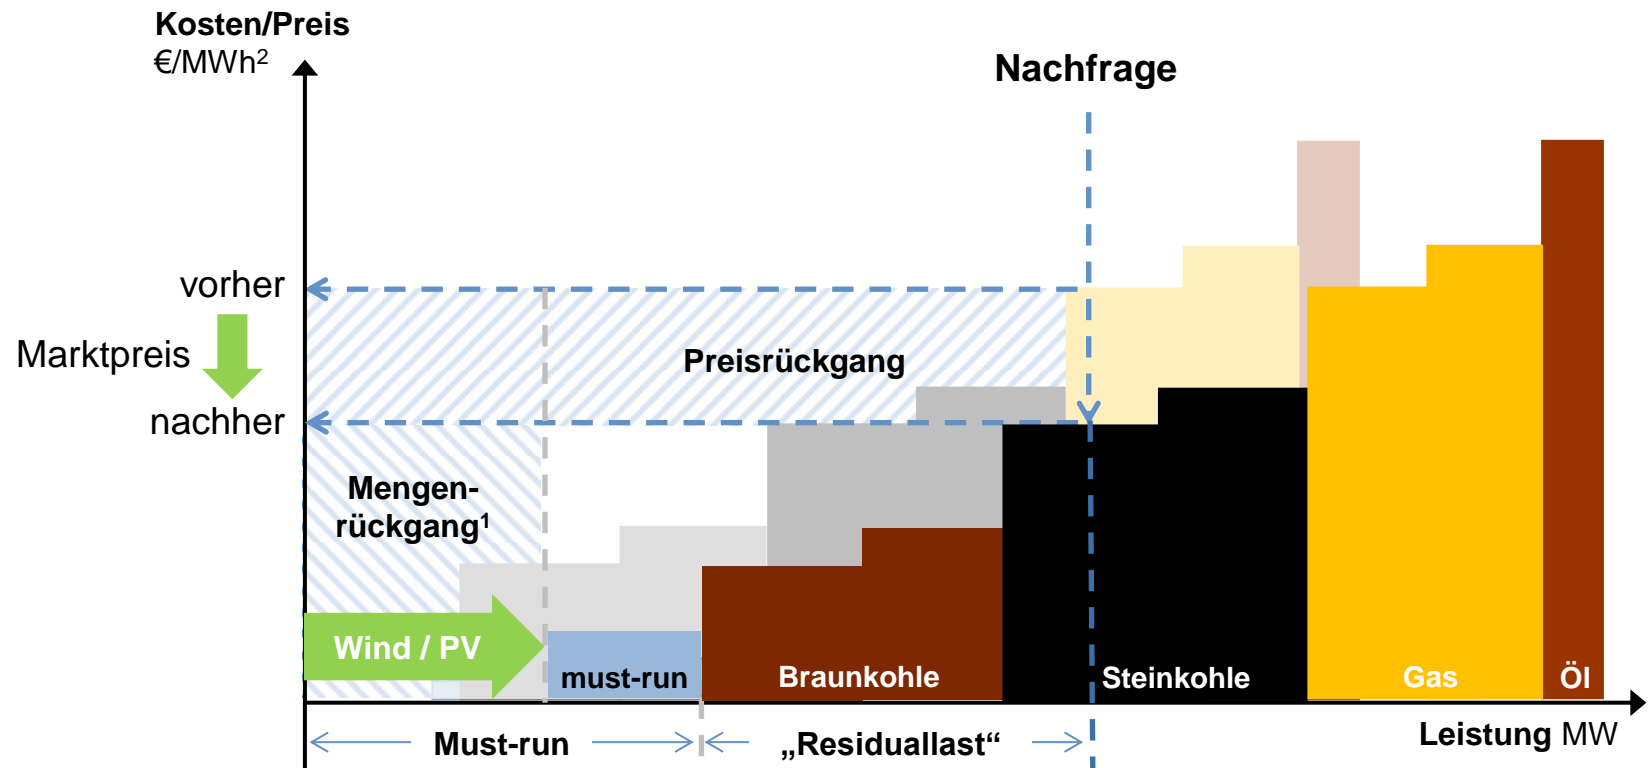 Kosten/Preis
€/MWh²
Nachfrage
vorher
Marktpreis
nachher
Preisrückgang
Mengen-
rückgang¹
Wind / PV
must-run
Braunkohle
Steinkohle
Gas
Öl
Must-run
„Residuallast“
Leistung MW